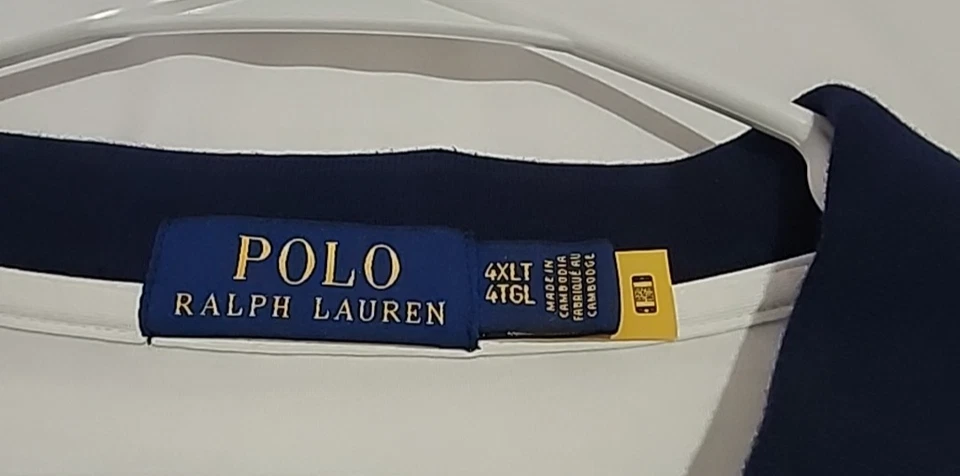 POLO
RALPH LAUREN
4XLT
4TGL
MADE IN
CAMBODIA
FABRIQUÉ AU
CAMBODGE